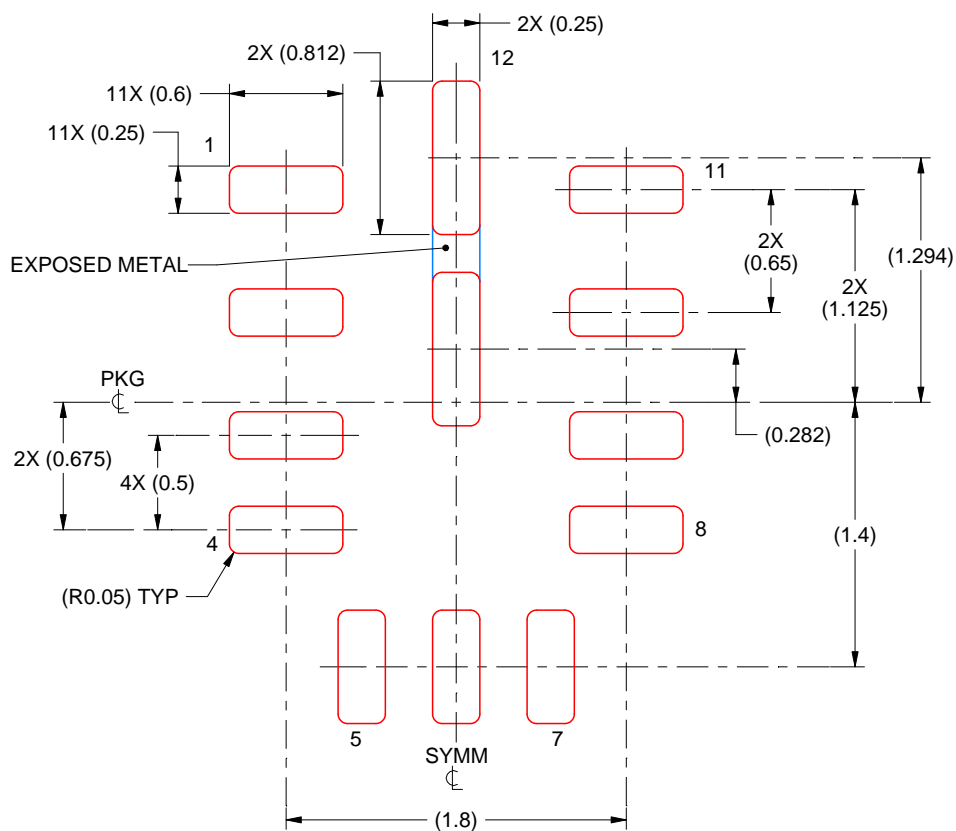 2X (0.25)
2X (0.812)
12
11X (0.6)
11X (0.25)
1
11
EXPOSED METAL
2X
(0.65)
(1.294)
2X
(1.125)
PKG
(0.282)
2X (0.675)
4X (0.5)
4
8
(1.4)
(R0.05) TYP
5
7
SYMM
(1.8)